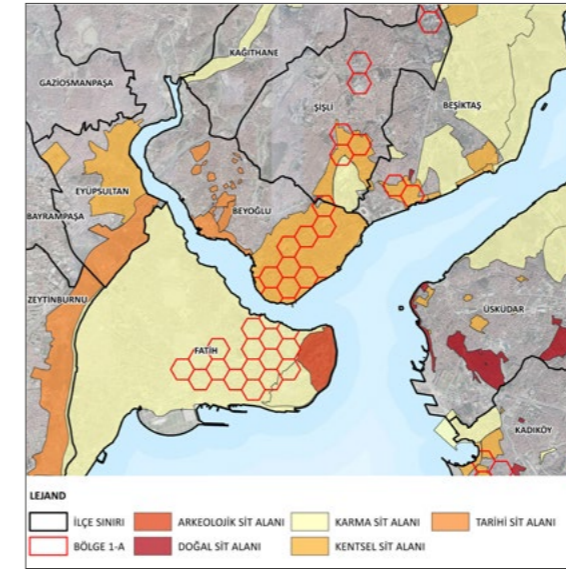 KAĞITHANE
GAZİOSMANPAŞA
ŞİŞLİ
BEŞİKTAŞ
EYÜPSULTAN
BEYOĞLU
BAYRAMPAŞA
ZEYTİNBURNU
ÜSKÜDAR
FATİH
KADIKÖY
LEJAND
İLÇE SINIRI ARKEOLOJİK SİT ALANI KARMA SİT ALANI TARİHİ SİT ALANI
BÖLGE 1-A DOĞAL SİT ALANI KENTSEL SİT ALANI